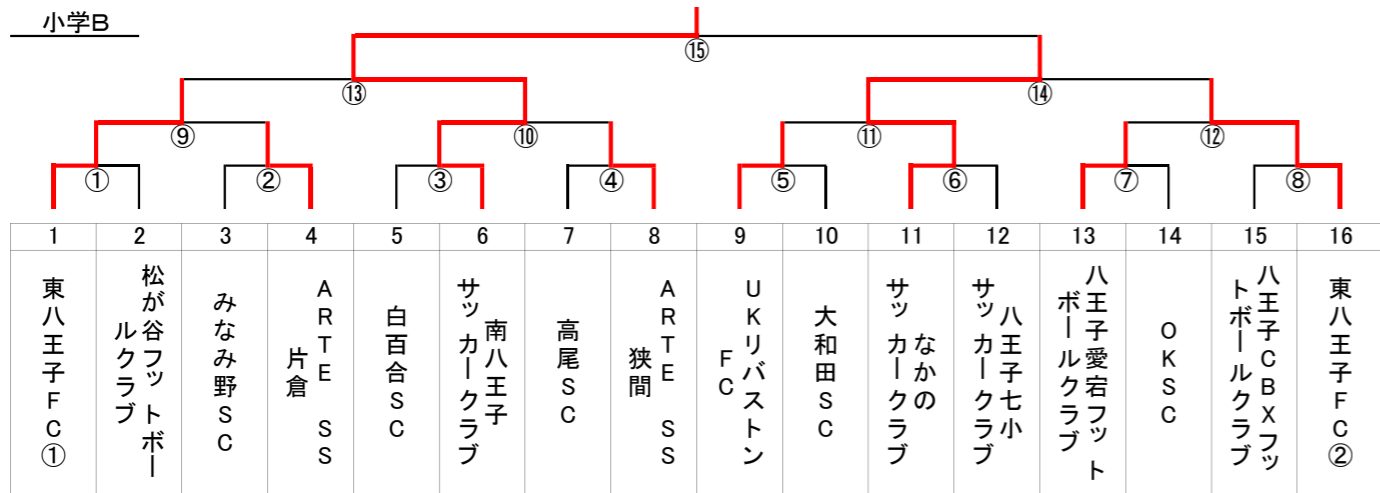 小学B
⑮
⑬
⑭
⑨
⑩
⑪
⑫
①
②
③
④
⑤
⑥
⑦
⑧
1
2
3
4
5
6
7
8
9
10
11
12
13
14
15
16
東八王子FC①
松が谷フットボー
ルクラブ
みなみ野SC
ARTE SS
片倉
白百合SC
南八王子
サッカークラブ
高尾SC
ARTE SS
狭間
UKリバストン
FC
大和田SC
なかの
サッカークラブ
八王子七小
サッカークラブ
八王子愛宕フット
ボールクラブ
OKSC
八王子CBXフッ
トボールクラブ
東八王子FC②